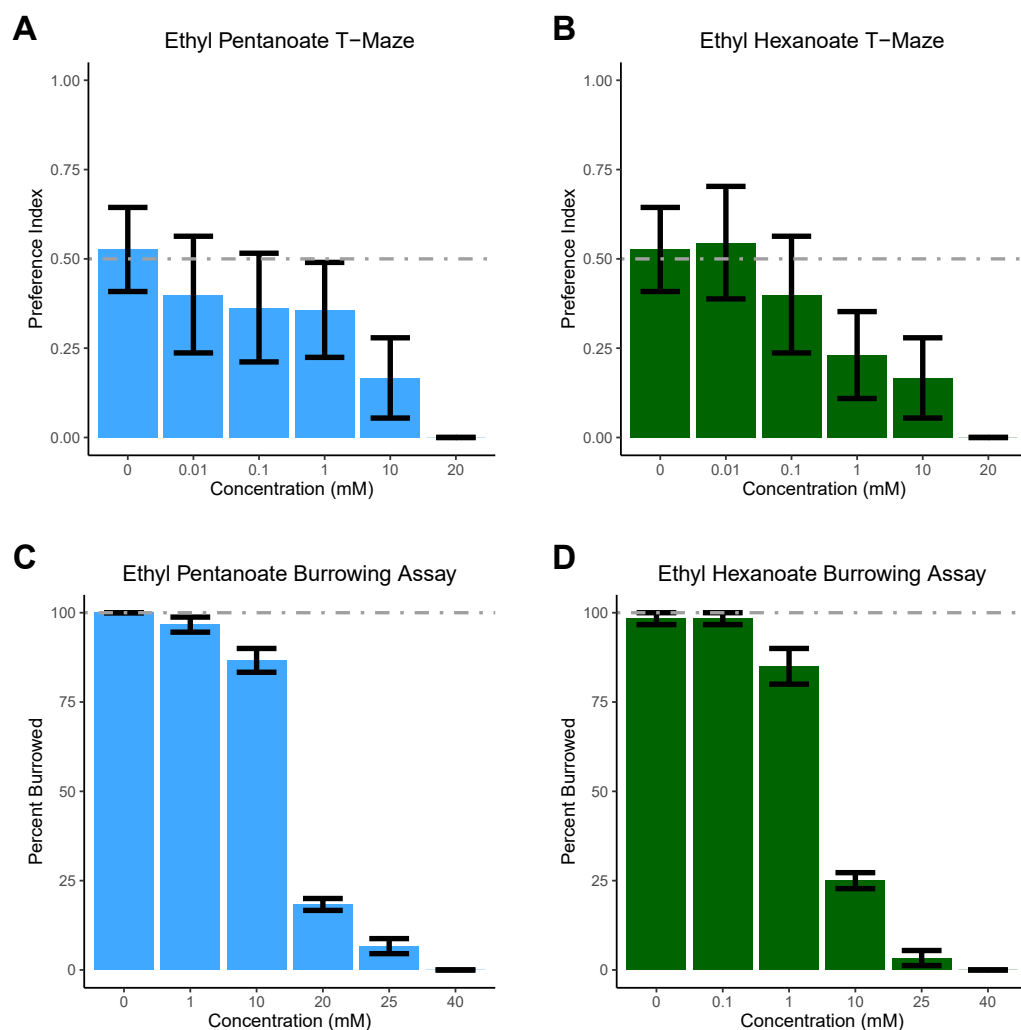 A
Ethyl Pentanoate T−Maze
Preference Index
1.00
0.75
0.50
0.25
0.00
0 0.01 0.1 1 10 20
Concentration (mM)
B
Ethyl Hexanoate T−Maze
Preference Index
1.00
0.75
0.50
0.25
0.00
0 0.01 0.1 1 10 20
Concentration (mM)
C
Ethyl Pentanoate Burrowing Assay
Percent Burrowed
100
75
50
25
0
0 1 10 20 25 40
Concentration (mM)
D
Ethyl Hexanoate Burrowing Assay
Percent Burrowed
100
75
50
25
0
0 0.1 1 10 25 40
Concentration (mM)